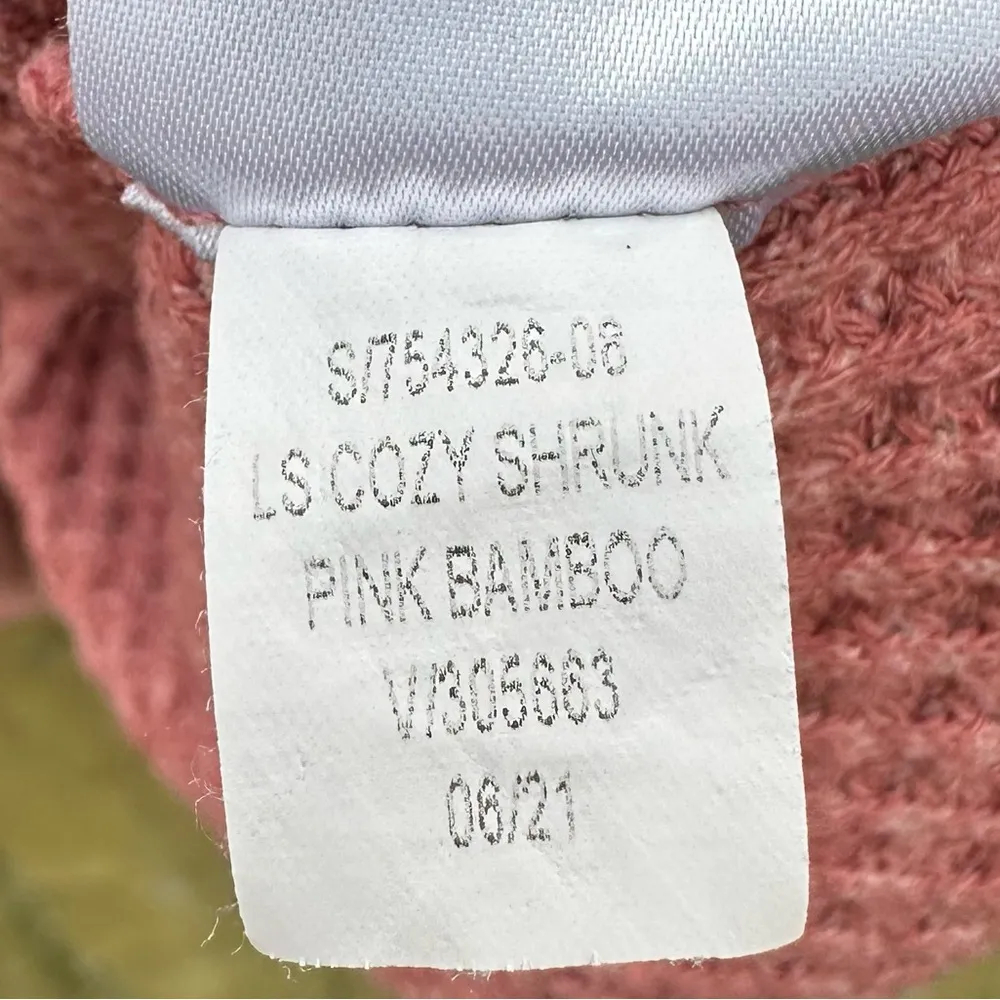 S/754326-08
LS COZY SHRUNK
PINK BAMBOO
V/305663
06/21